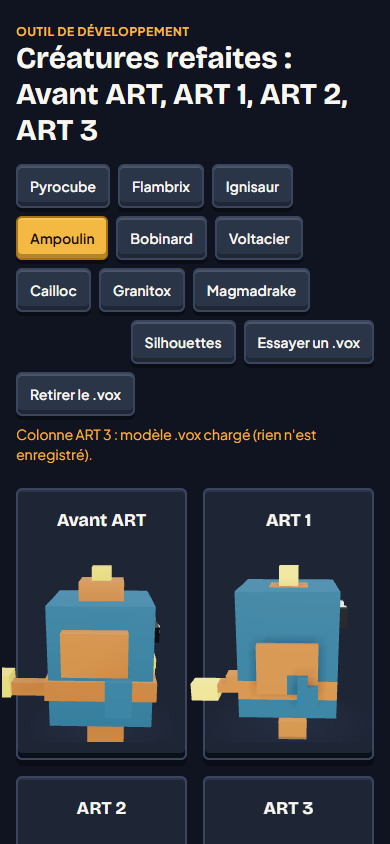 OUTIL DE DÉVELOPPEMENT
Créatures refaites :
Avant ART, ART 1, ART 2,
ART 3
Pyrocube Flambrix Ignisaur
Ampoulin Bobinard Voltacier
Cailloc Granitox Magmadrake
Silhouettes Essayer un .vox
Retirer le .vox
Colonne ART 3 : modèle .vox chargé (rien n'est
enregistré).
Avant ART ART 1
ART 2 ART 3